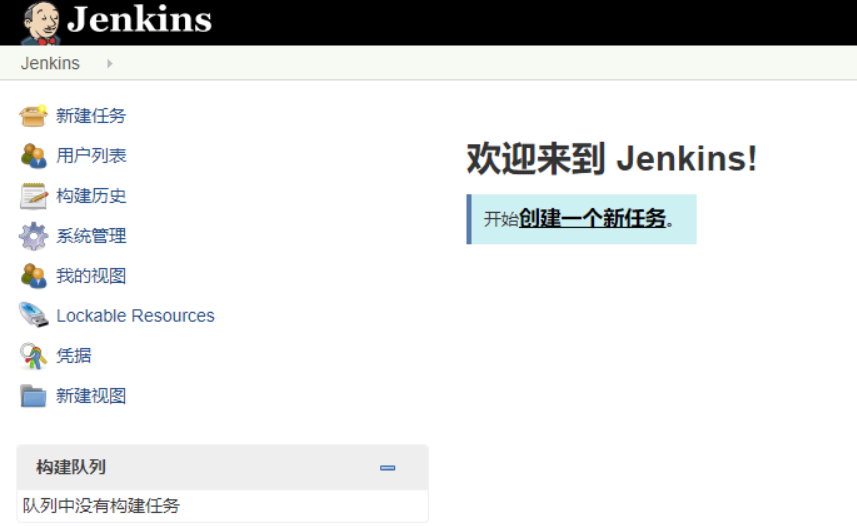 Jenkins
Jenkins
新建任务
用户列表
构建历史
系统管理
我的视图
Lockable Resources
凭据
新建视图
构建队列
队列中没有构建任务
欢迎来到 Jenkins!
开始创建一个新任务。